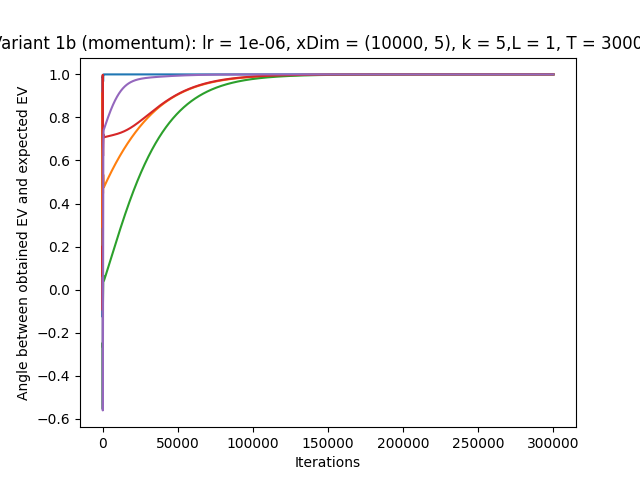 Variant 1b (momentum): lr = 1e-06, xDim = (10000, 5), k = 5,L = 1, T = 3000
Angle between obtained EV and expected EV
1.0
0.8
0.6
0.4
0.2
0.0
−0.2
−0.4
−0.6
0 50000 100000 150000 200000 250000 300000
Iterations